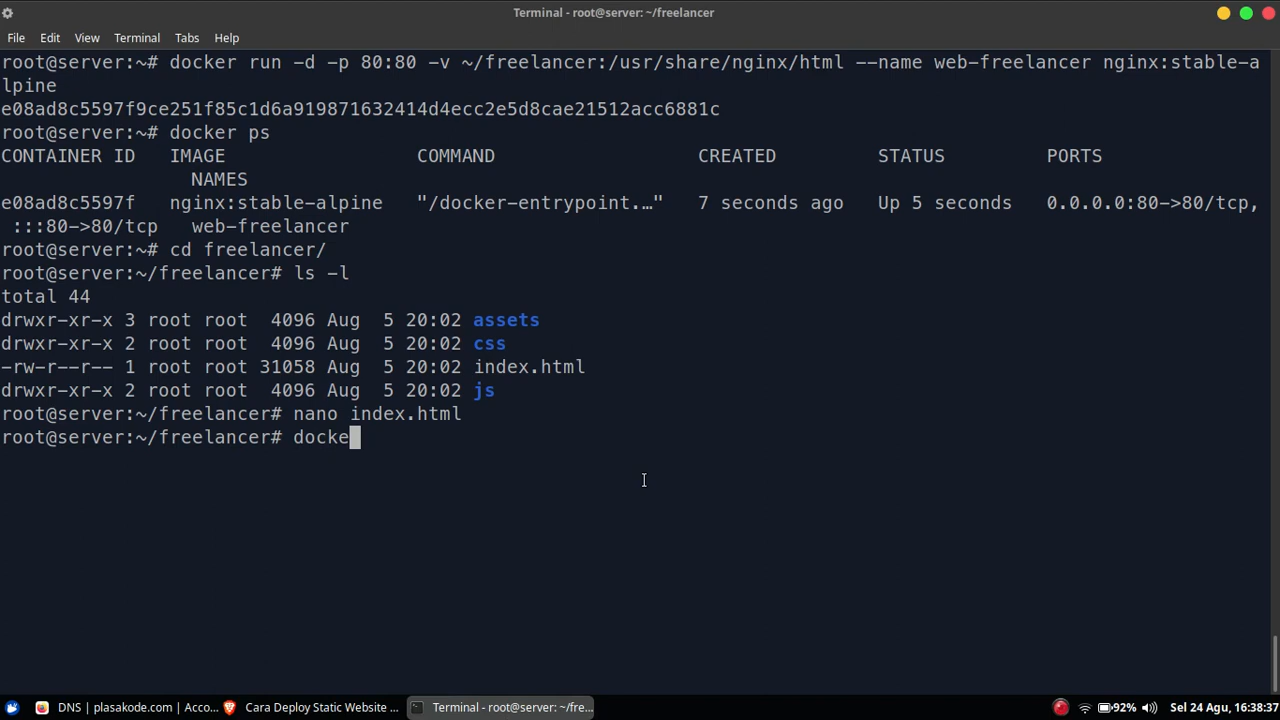 Terminal - root@server: ~/freelancer
File Edit View Terminal Tabs Help
root@server:~# docker run -d -p 80:80 -v ~/freelancer:/usr/share/nginx/html --name web-freelancer nginx:stable-a
lpine
e08ad8c5597f9ce251f85c1d6a919871632414d4ecc2e5d8cae21512acc6881c
root@server:~# docker ps
CONTAINER ID   IMAGE                 COMMAND                  CREATED         STATUS         PORTS
                 NAMES
e08ad8c5597f   nginx:stable-alpine   "/docker-entrypoint.…"   7 seconds ago   Up 5 seconds   0.0.0.0:80->80/tcp,
 :::80->80/tcp   web-freelancer
root@server:~# cd freelancer/
root@server:~/freelancer# ls -l
total 44
drwxr-xr-x 3 root root  4096 Aug  5 20:02 assets
drwxr-xr-x 2 root root  4096 Aug  5 20:02 css
-rw-r--r-- 1 root root 31058 Aug  5 20:02 index.html
drwxr-xr-x 2 root root  4096 Aug  5 20:02 js
root@server:~/freelancer# nano index.html
root@server:~/freelancer# docke
DNS | plasakode.com | Acco... Cara Deploy Static Website ... Terminal - root@server: ~/fre... 92% Sel 24 Agu, 16:38:37